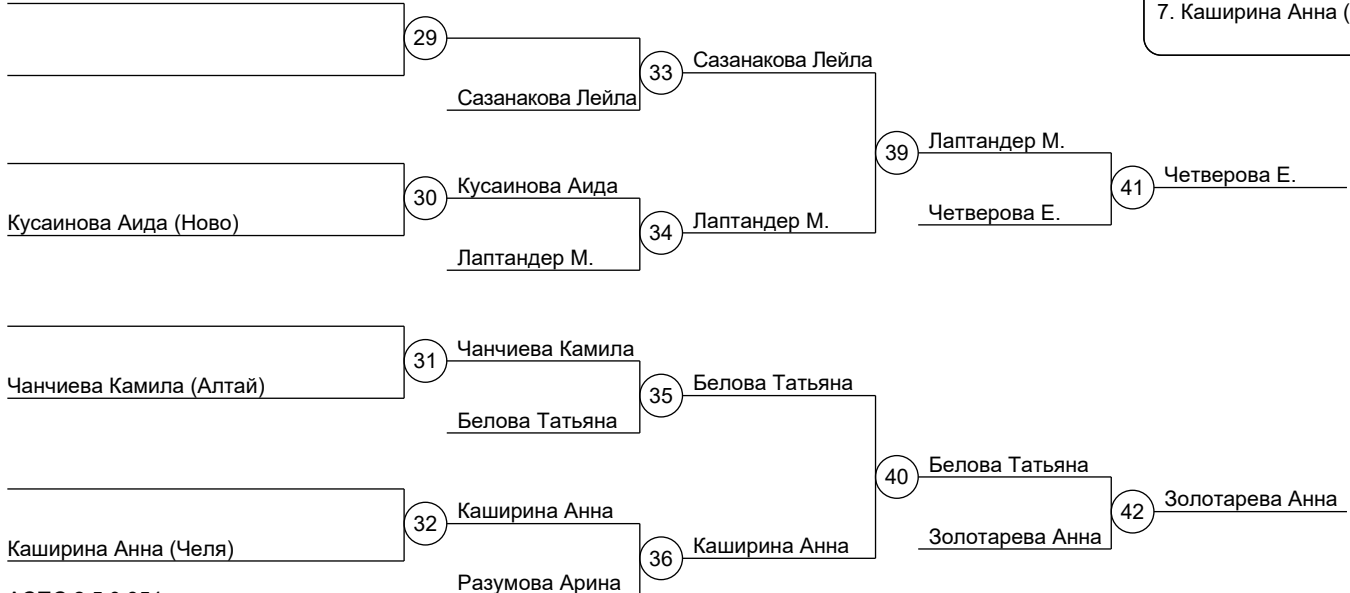 7. Каширина Анна (
29
33
Сазанакова Лейла
Сазанакова Лейла
39
Лаптандер М.
30
Кусаинова Аида
41
Четверова Е.
Кусаинова Аида (Ново)
34
Лаптандер М.
Четверова Е.
Лаптандер М.
31
Чанчиева Камила
Чанчиева Камила (Алтай)
35
Белова Татьяна
Белова Татьяна
40
Белова Татьяна
32
Каширина Анна
42
Золотарева Анна
Каширина Анна (Челя)
36
Каширина Анна
Золотарева Анна
Разумова Арина